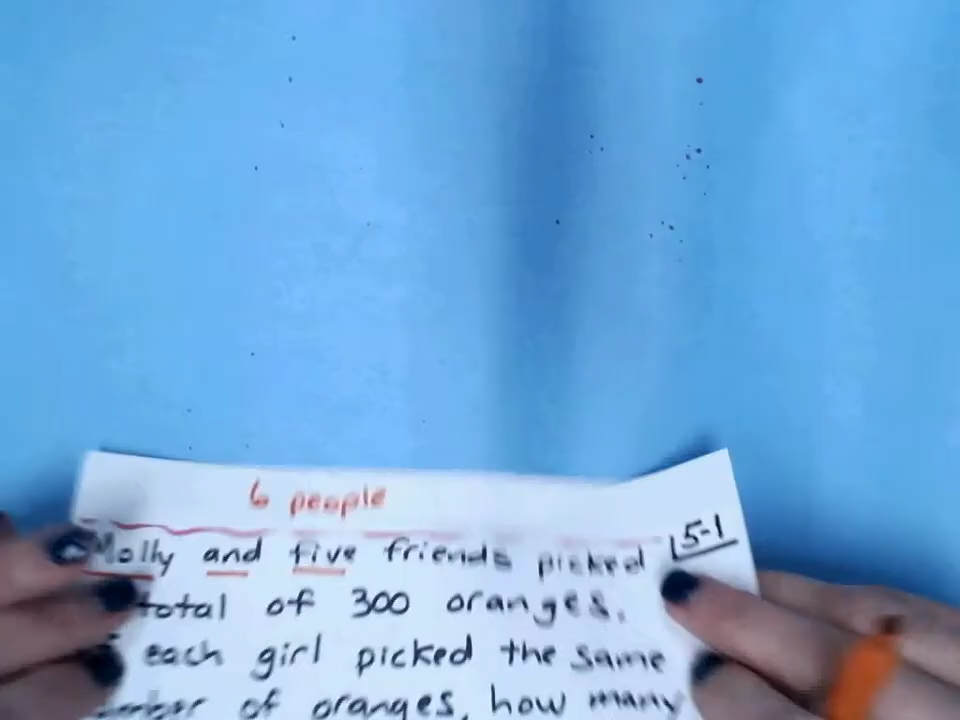 6 people
Molly and five friends picked
5-1
total of 300 oranges.
each girl picked the same
of oranges, how many